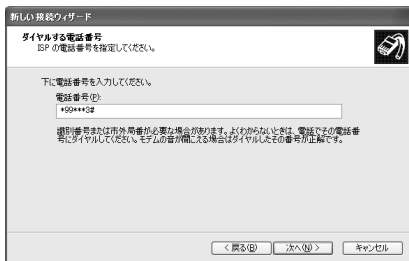 新しい接続ウィザード
ダイヤルする電話番号
ISP の電話番号を指定してください。
下に電話番号を入力してください。
電話番号(P):
*99***3#
識別番号または市外局番が必要な場合があります。よくわからないときは、電話でその電話番
号にダイヤルしてください。モデムの音が聞こえる場合はダイヤルしたその番号が正解です。
< 戻る(B)
次へ(N) >
キャンセル